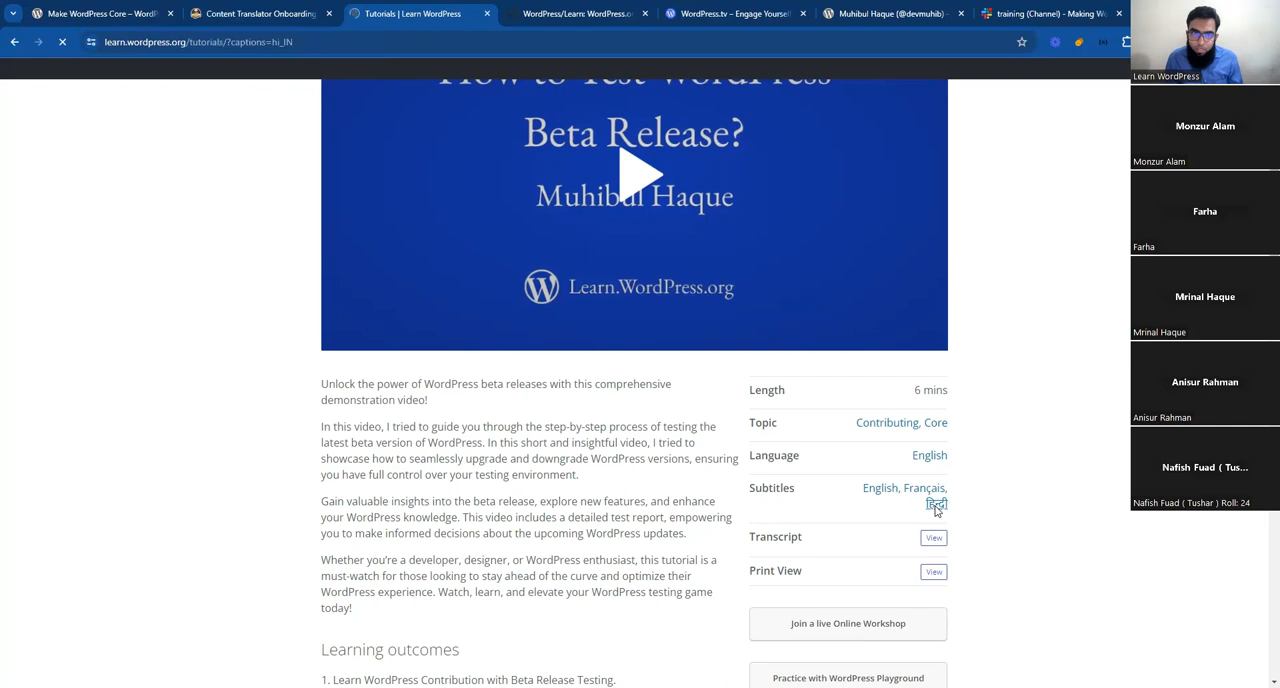 Make WordPress Core – WordP
Content Translator Onboarding
Tutorials | Learn WordPress
WordPress/Learn: WordPress.o
WordPress.tv – Engage Yourself
Muhibul Haque (@devmuhib) –
training (Channel) - Making W
learn.wordpress.org/tutorials/?captions=hi_IN
How to Test WordPress
Beta Release?
Muhibul Haque
Learn.WordPress.org
Unlock the power of WordPress beta releases with this comprehensive
demonstration video!
In this video, I tried to guide you through the step-by-step process of testing the
latest beta version of WordPress. In this short and insightful video, I tried to
showcase how to seamlessly upgrade and downgrade WordPress versions, ensuring
you have full control over your testing environment.
Gain valuable insights into the beta release, explore new features, and enhance
your WordPress knowledge. This video includes a detailed test report, empowering
you to make informed decisions about the upcoming WordPress updates.
Whether you’re a developer, designer, or WordPress enthusiast, this tutorial is a
must-watch for those looking to stay ahead of the curve and optimize their
WordPress experience. Watch, learn, and elevate your WordPress testing game
today!
Learning outcomes
1. Learn WordPress Contribution with Beta Release Testing.
Length 6 mins
Topic Contributing, Core
Language English
Subtitles English, Français,
हिन्दी
Transcript View
Print View View
Join a live Online Workshop
Practice with WordPress Playground
Learn WordPress
Monzur Alam
Monzur Alam
Farha
Farha
Mrinal Haque
Mrinal Haque
Anisur Rahman
Anisur Rahman
Nafish Fuad ( Tus...
Nafish Fuad ( Tushar ) Roll: 24